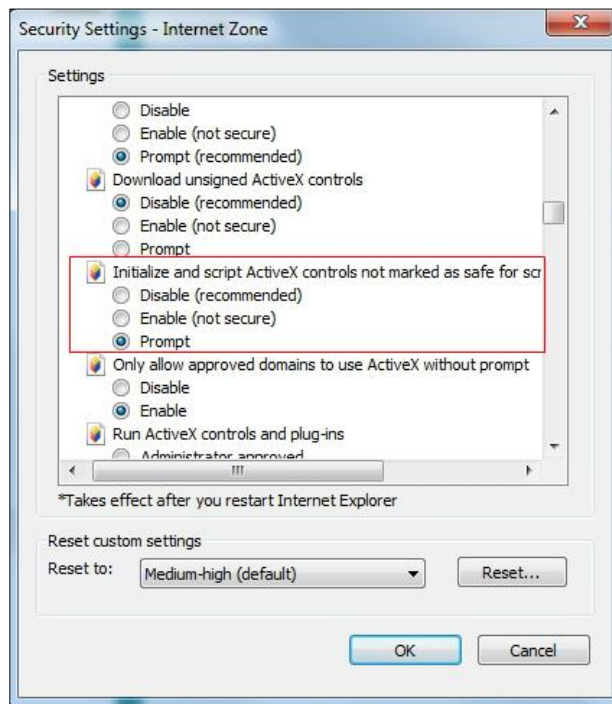 Security Settings - Internet Zone
Settings
Disable
Enable (not secure)
Prompt (recommended)
Download unsigned ActiveX controls
Disable (recommended)
Enable (not secure)
Prompt
Initialize and script ActiveX controls not marked as safe for scr
Disable (recommended)
Enable (not secure)
Prompt
Only allow approved domains to use ActiveX without prompt
Disable
Enable
Run ActiveX controls and plug-ins
Administrator approved
*Takes effect after you restart Internet Explorer
Reset custom settings
Reset to: Medium-high (default) Reset...
OK Cancel